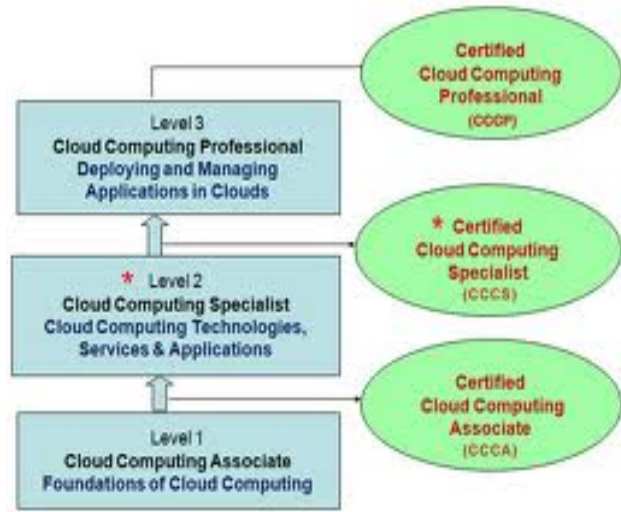 Certified
Cloud Computing
Professional
(CCCP)
Level 3
Cloud Computing Professional
Deploying and Managing
Applications in Clouds
* Certified
Cloud Computing
Specialist
(CCCS)
* Level 2
Cloud Computing Specialist
Cloud Computing Technologies,
Services & Applications
Certified
Cloud Computing
Associate
(CCCA)
Level 1
Cloud Computing Associate
Foundations of Cloud Computing